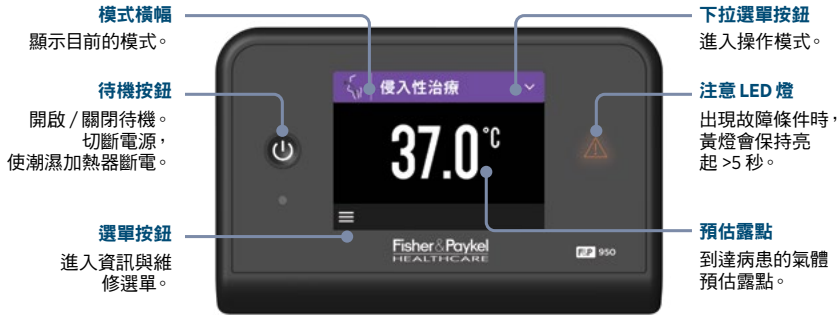 模式橫幅
顯示目前的模式。
待機按鈕
開啟 / 關閉待機。
切斷電源，
使潮濕加熱器斷電。
選單按鈕
進入資訊與維
修選單。
侵入性治療
37.0°C
Fisher & Paykel
HEALTHCARE
F&P 950
下拉選單按鈕
進入操作模式。
注意 LED 燈
出現故障條件時，
黃燈會保持亮
起 >5 秒。
預估露點
到達病患的氣體
預估露點。